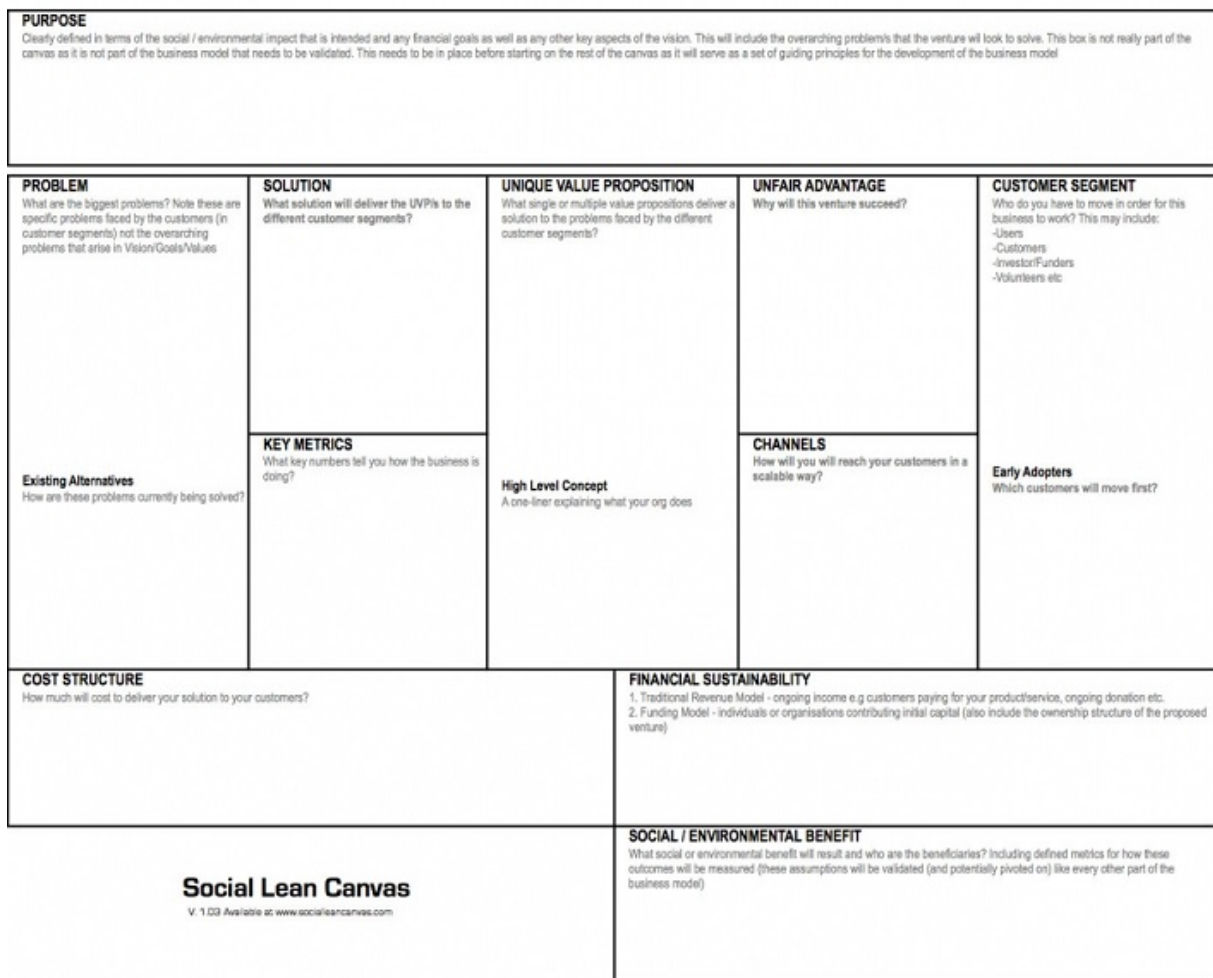 PURPOSE
Clearly defined in terms of the social / environmental impact that is intended and any financial goals as well as any other key aspects of the vision. This will include the overarching problem/s that the venture wil look to solve. This box is not really part of the
canvas as it is not part of the business model that needs to be validated. This needs to be in place before starting on the rest of the canvas as it will serve as a set of guiding principles for the development of the business model
PROBLEM
What are the biggest problems? Note these are
specific problems faced by the customers (in
customer segments) not the overarching
problems that arise in Vision/Goals/Values
Existing Alternatives
How are these problems currently being solved?
SOLUTION
What solution will deliver the UVP/s to the
different customer segments?
KEY METRICS
What key numbers tell you how the business is
doing?
UNIQUE VALUE PROPOSITION
What single or multiple value propositions deliver a
solution to the problems faced by the different
customer segments?
High Level Concept
A one-liner explaining what your org does
UNFAIR ADVANTAGE
Why will this venture succeed?
CHANNELS
How will you will reach your customers in a
scalable way?
CUSTOMER SEGMENT
Who do you have to move in order for this
business to work? This may include:
-Users
-Customers
-Investor/Funders
-Volunteers etc
Early Adopters
Which customers will move first?
COST STRUCTURE
How much will cost to deliver your solution to your customers?
FINANCIAL SUSTAINABILITY
1. Traditional Revenue Model - ongoing income e.g customers paying for your product/service, ongoing donation etc.
2. Funding Model - individuals or organisations contributing initial capital (also include the ownership structure of the proposed
venture)
Social Lean Canvas
V. 1.03 Available at www.socialleancanvas.com
SOCIAL / ENVIRONMENTAL BENEFIT
What social or environmental benefit will result and who are the beneficiaries? Including defined metrics for how these
outcomes will be measured (these assumptions will be validated (and potentially pivoted on) like every other part of the
business model)